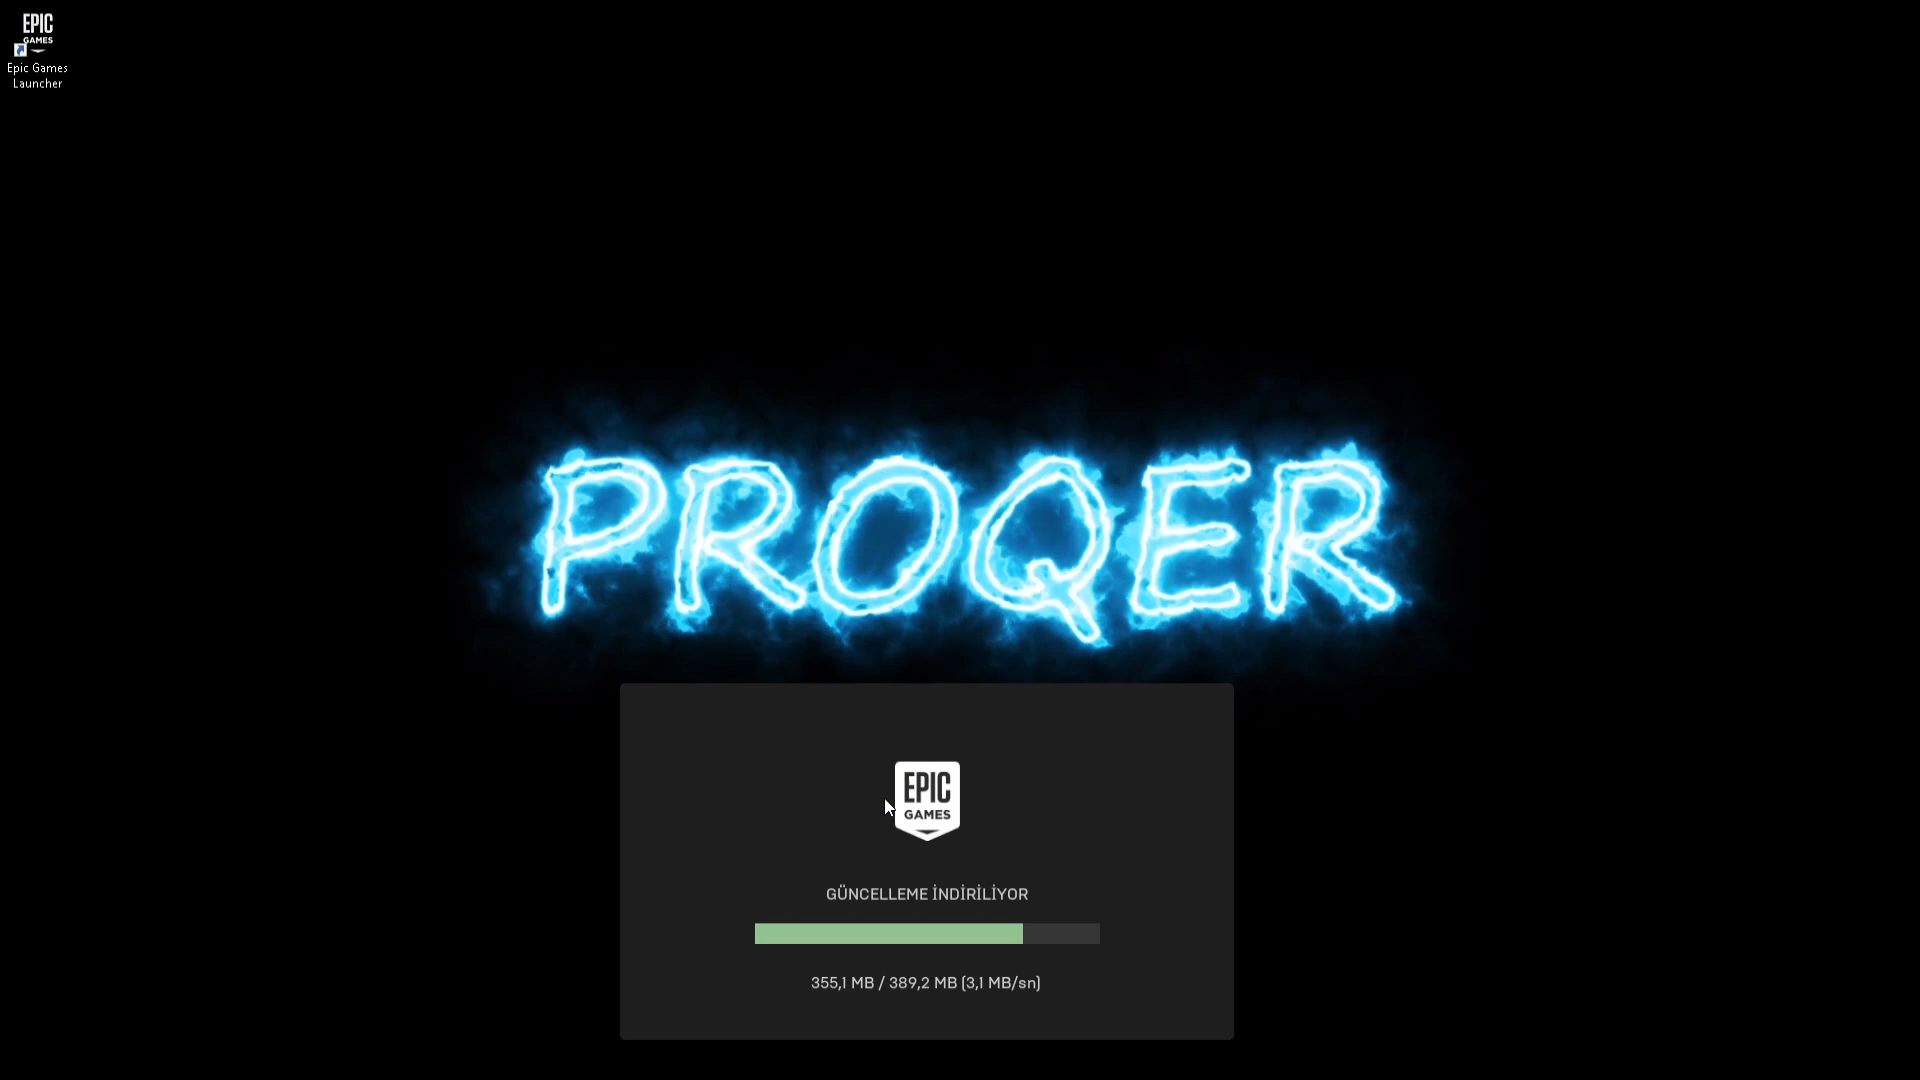 EPIC
GAMES
Epic Games
Launcher
PROQER
EPIC
GAMES
GÜNCELLEME İNDİRİLİYOR
355,1 MB / 389,2 MB (3,1 MB/sn)